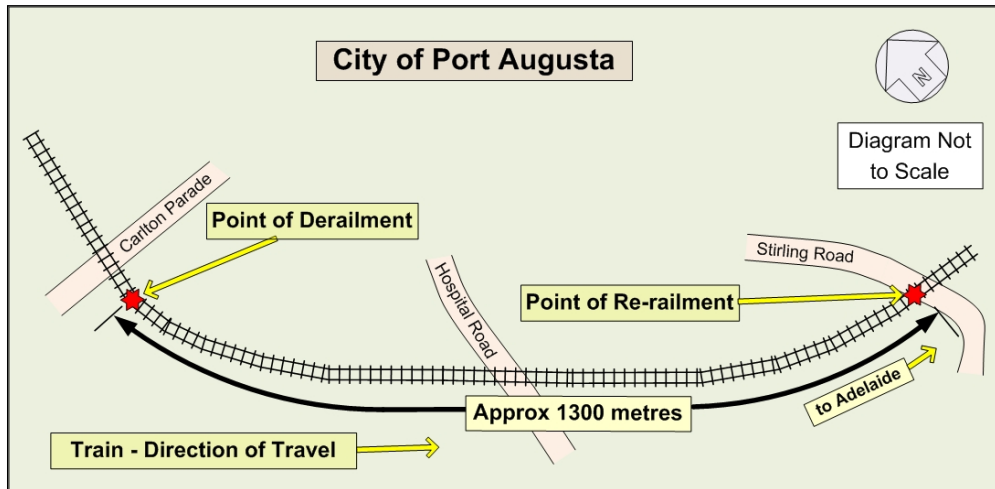 City of Port Augusta
N
Diagram Not
to Scale
Carlton Parade
Point of Derailment
Hospital Road
Stirling Road
Point of Re-railment
to Adelaide
Approx 1300 metres
Train - Direction of Travel